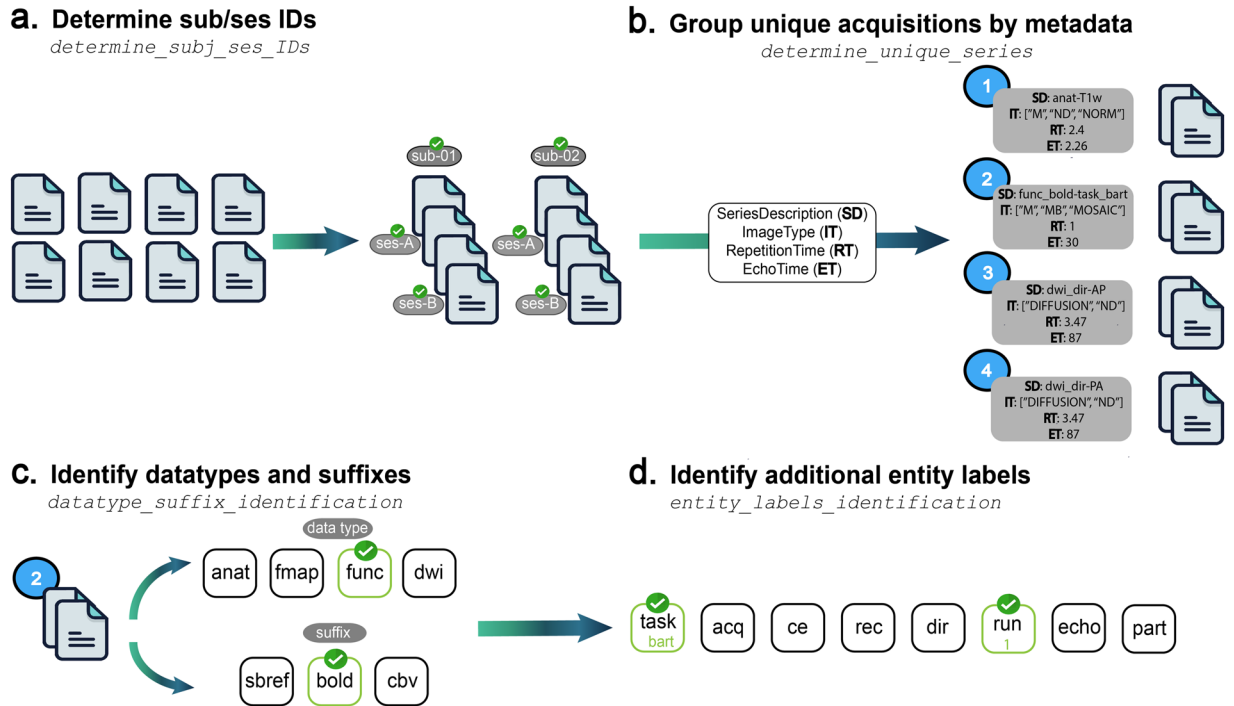 a. Determine sub/ses IDs
determine_subj_ses_IDs
sub-01
sub-02
ses-A
ses-A
ses-B
ses-B
b. Group unique acquisitions by metadata
determine_unique_series
SeriesDescription (SD)
ImageType (IT)
RepetitionTime (RT)
EchoTime (ET)
1
SD: anat-T1w
IT: ["M", "ND", "NORM"]
RT: 2.4
ET: 2.26
2
SD: func_bold-task_bart
IT: ["M", "MB", "MOSAIC"]
RT: 1
ET: 30
3
SD: dwi_dir-AP
IT: ["DIFFUSION", "ND"]
RT: 3.47
ET: 87
4
SD: dwi_dir-PA
IT: ["DIFFUSION", "ND"]
RT: 3.47
ET: 87
c. Identify datatypes and suffixes
datatype_suffix_identification
2
data type
anat fmap func dwi
suffix
sbref bold cbv
d. Identify additional entity labels
entity_labels_identification
task acq ce rec dir run echo part
bart 1